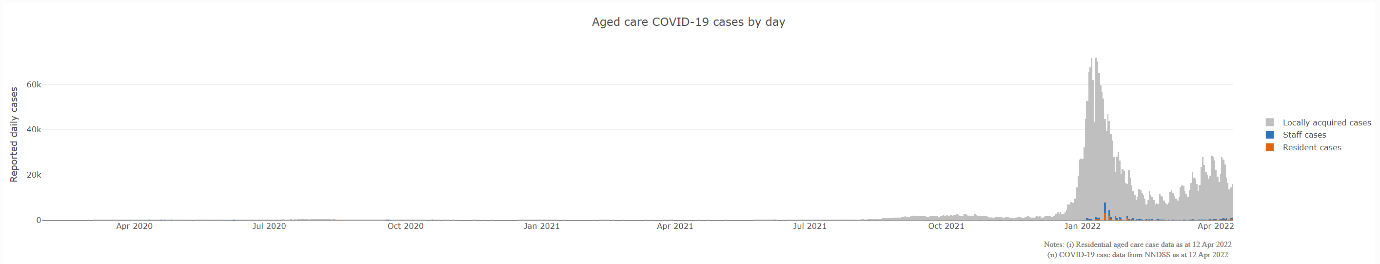 Aged care COVID-19 cases by day
Reported daily cases
60k
40k
20k
0
Apr 2020 Jul 2020 Oct 2020 Jan 2021 Apr 2021 Jul 2021 Oct 2021 Jan 2022 Apr 2022
Locally acquired cases
Staff cases
Resident cases
Notes: (i) Residential aged care case data as at 12 Apr 2022
(n) COVID-19 case data from NNDSS us at 12 Apr 2022